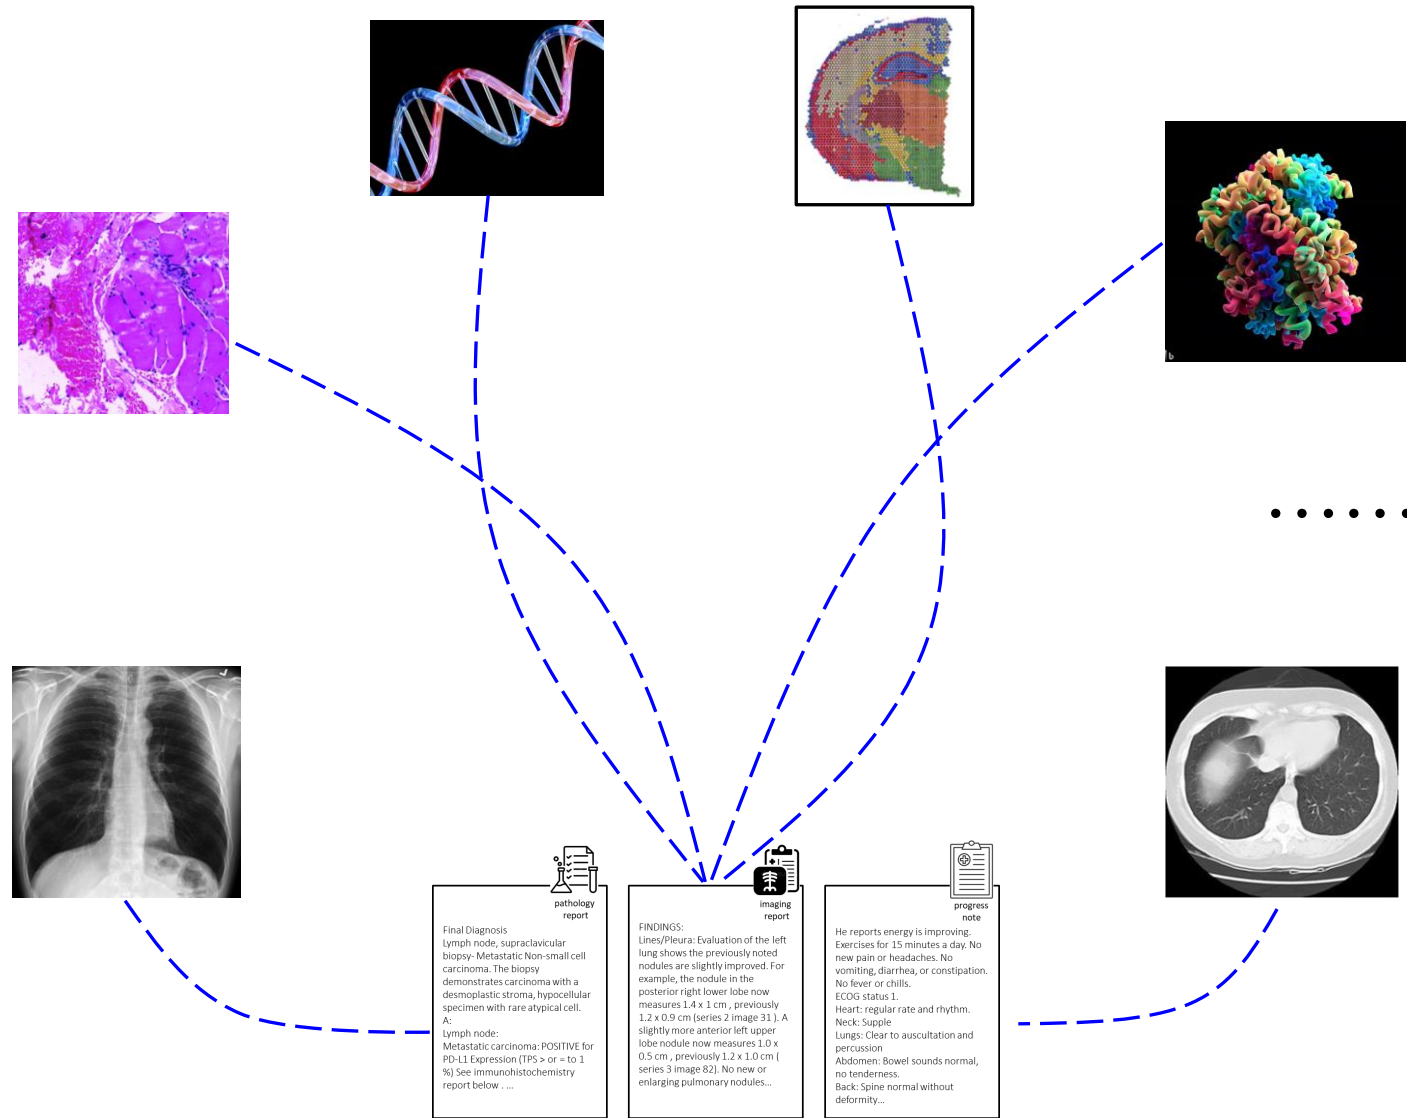 b
pathology
report
Final Diagnosis
Lymph node, supraclavicular
biopsy- Metastatic Non-small cell
carcinoma. The biopsy
demonstrates carcinoma with a
desmoplastic stroma, hypocellular
specimen with rare atypical cell.
A:
Lymph node:
Metastatic carcinoma: POSITIVE for
PD-L1 Expression (TPS > or = to 1
%) See immunohistochemistry
report below . ...
imaging
report
FINDINGS:
Lines/Pleura: Evaluation of the left
lung shows the previously noted
nodules are slightly improved. For
example, the nodule in the
posterior right lower lobe now
measures 1.4 x 1 cm , previously
1.2 x 0.9 cm (series 2 image 31 ). A
slightly more anterior left upper
lobe nodule now measures 1.0 x
0.5 cm , previously 1.2 x 1.0 cm (
series 3 image 82). No new or
enlarging pulmonary nodules...
progress
note
He reports energy is improving.
Exercises for 15 minutes a day. No
new pain or headaches. No
vomiting, diarrhea, or constipation.
No fever or chills.
ECOG status 1.
Heart: regular rate and rhythm.
Neck: Supple
Lungs: Clear to auscultation and
percussion
Abdomen: Bowel sounds normal,
no tenderness.
Back: Spine normal without
deformity...